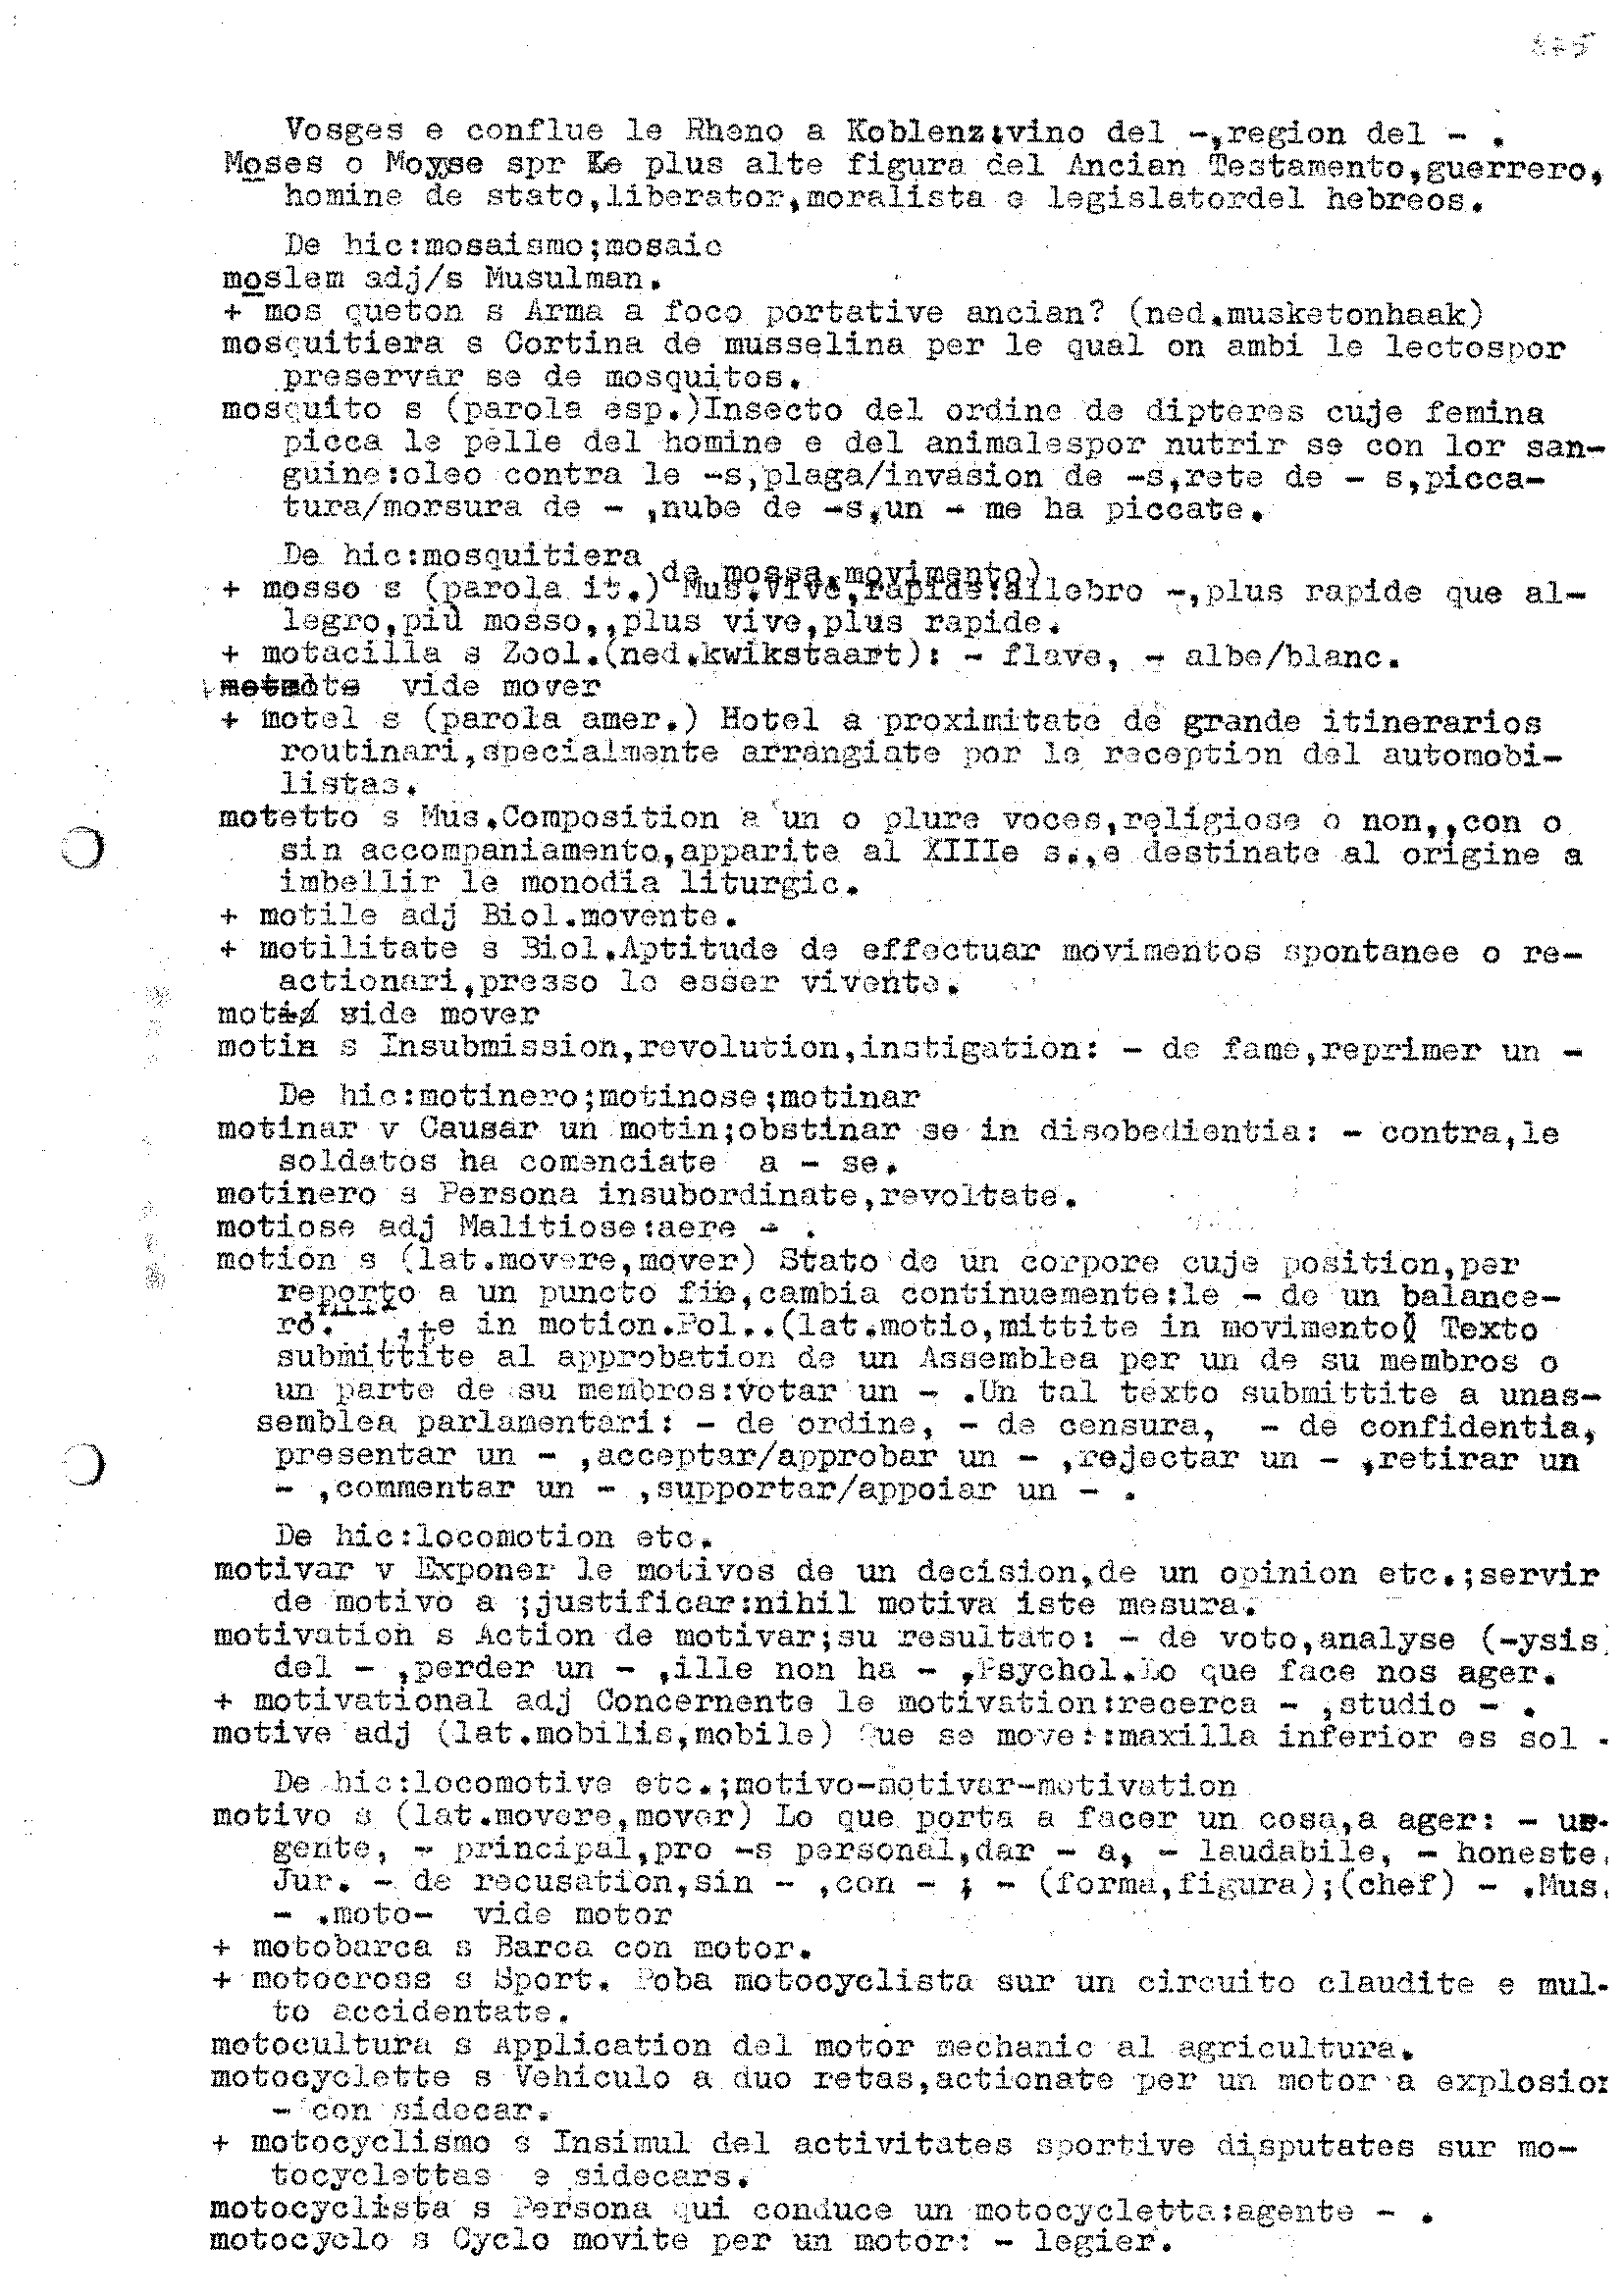 Vosges e conflue le Rheno a Koblenz:vino del -,region del - .
Moses o Moyse spr Le plus alte figura del Ancian Testamento,guerrero,
homine de stato,liberator,moralista e legislatordel hebreos.
De hic:mosaismo;mosaic
moslem adj/s Musulman.
+ mos queton s Arma a foco portative ancian? (ned.musketonhaak)
mosquitiera s Cortina de musselina per le qual on ambi le lectospor
preservar se de mosquitos.
mosquito s (parola esp.)Insecto del ordine de dipteres cuje femina
picca le pelle del homine e del animalespor nutrir se con lor san-
guine:oleo contra le -s,plaga/invasion de -s,rete de - s,picca-
tura/morsura de - ,nube de -s,un - me ha piccate.
De hic:mosquitiera
de mossa,movimento)
+ mosso s (parola it.) Mus.Vive,rapide:allebro -,plus rapide que al-
legro,più mosso,,plus vive,plus rapide.
+ motacilla s Zool.(ned.kwikstaart): - flave, - albe/blanc.
vide mover
+ motel s (parola amer.) Hotel a proximitate de grande itinerarios
routinari,specialmente arrangiate por le reception del automobi-
listas.
motetto s Mus.Composition a un o plure voces,religiose o non,,con o
sin accompaniamento,apparite al XIIIe s.,e destinate al origine a
imbellir le monodia liturgic.
+ motile adj Biol.movente.
+ motilitate s Biol.Aptitude de effectuar movimentos spontanee o re-
actionari,presso le esser vivente.
vide mover
motin s Insubmission,revolution,instigation: - de fame,reprimer un -
De hic:motinero;motinose;motinar
motinar v Causar un motin;obstinar se in disobedientia: - contra,le
soldatos ha comenciate a - se.
motinero s Persona insubordinate,revoltate.
motiose adj Malitiose:aere - .
motion s (lat.movere,mover) Stato de un corpore cuje position,per
reporto a un puncto fix,cambia continuemente:le - de un balance-
ro. ,+e in motion.Pol..(lat.motio,mittite in movimento) Texto
submittite al approbation de un Assemblea per un de su membros o
un parte de su membros:votar un - .Un tal texto submittite a unas-
semblea parlamentari: - de ordine, - de censura, - de confidentia,
presentar un - ,acceptar/approbar un - ,rejectar un - ,retirar un
- ,commentar un - ,supportar/appoiar un - .
De hic:locomotion etc.
motivar v Exponer le motivos de un decision,de un opinion etc.;servir
de motivo a ;justificar:nihil motiva iste mesura.
motivation s Action de motivar;su resultato: - de voto,analyse (-ysis)
del - ,perder un - ,ille non ha - ,Psychol.Lo que face nos ager.
+ motivational adj Concernente le motivation:recerca - ,studio - .
motive adj (lat.mobilis,mobile) Que se move::maxilla inferior es sol -
De hic:locomotive etc.;motivo-motivar-motivation
motivo s (lat.movere,mover) Lo que porta a facer un cosa,a ager: - ur-
gente, - principal,pro -s personal,dar - a, - laudabile, - honeste.
Jur. - de recusation,sin - ,con - ; - (forma,figura);(chef) - .Mus.
- .moto- vide motor
+ motobarca s Barca con motor.
+ motocross s Sport. Poba motocyclista sur un circuito claudite e mul-
to accidentate.
motocultura s Application del motor mechanic al agricultura.
motocyclette s Vehiculo a duo retas,actionate per un motor a explosion
- con sidecar.
+ motocyclismo s Insimul del activitates sportive disputates sur mo-
tocyclettas e sidecars.
motocyclista s Persona qui conduce un motocycletta:agente - .
motocyclo s Cyclo movite per un motor: - legier.